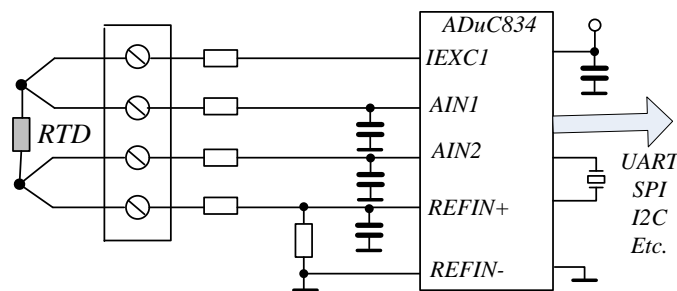 ADuC834
IEXC1
AIN1
RTD
AIN2
REFIN+
REFIN-
UART
SPI
I2C
Etc.